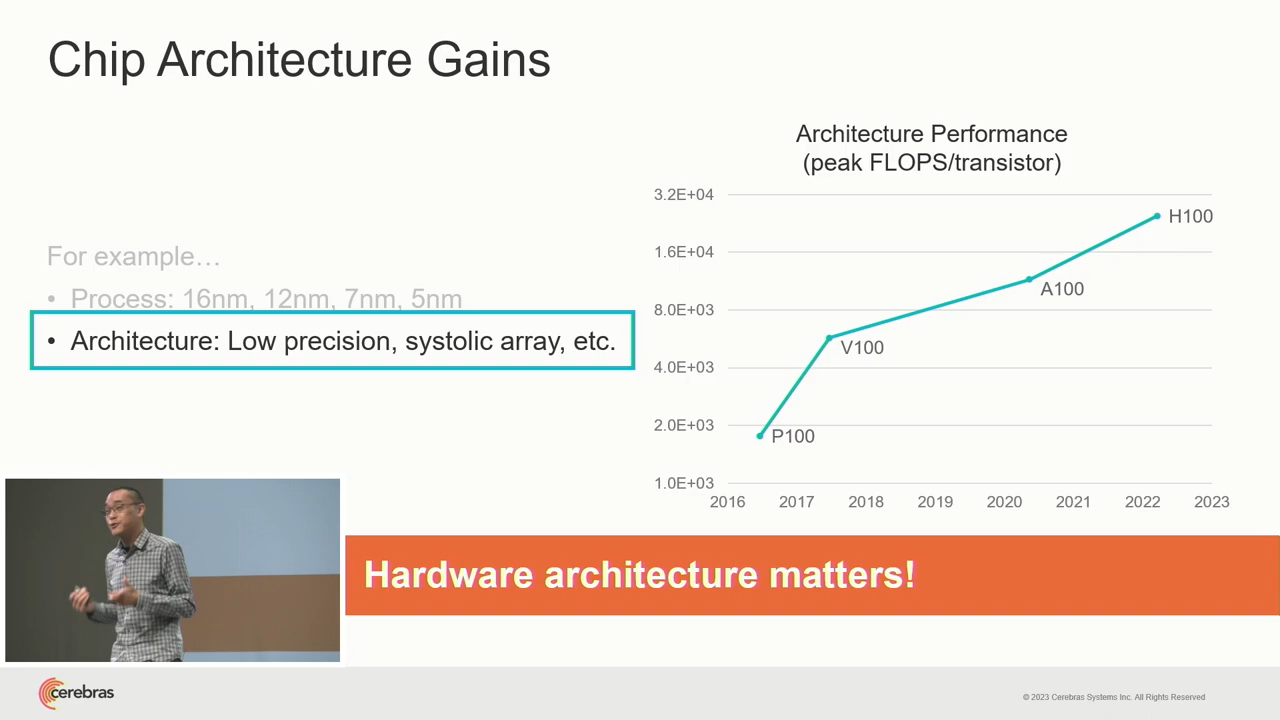 Chip Architecture Gains
For example…
• Process: 16nm, 12nm, 7nm, 5nm
• Architecture: Low precision, systolic array, etc.
Architecture Performance
(peak FLOPS/transistor)
3.2E+04
1.6E+04
8.0E+03
4.0E+03
2.0E+03
1.0E+03
H100
A100
V100
P100
2016 2017 2018 2019 2020 2021 2022 2023
Hardware architecture matters!
cerebras
© 2023 Cerebras Systems Inc. All Rights Reserved